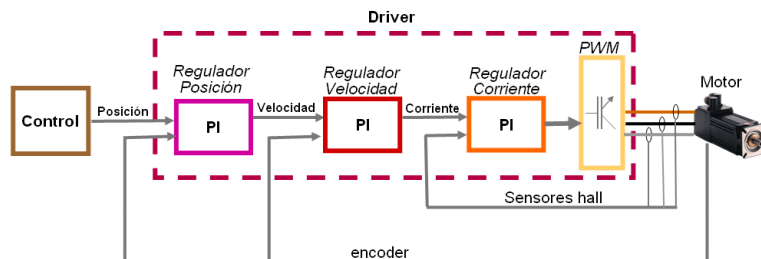 Driver
PWM
Regulador
Posición
Regulador
Velocidad
Regulador
Corriente
Motor
Control
Posición
PI
Velocidad
PI
Corriente
PI
Sensores hall
encoder